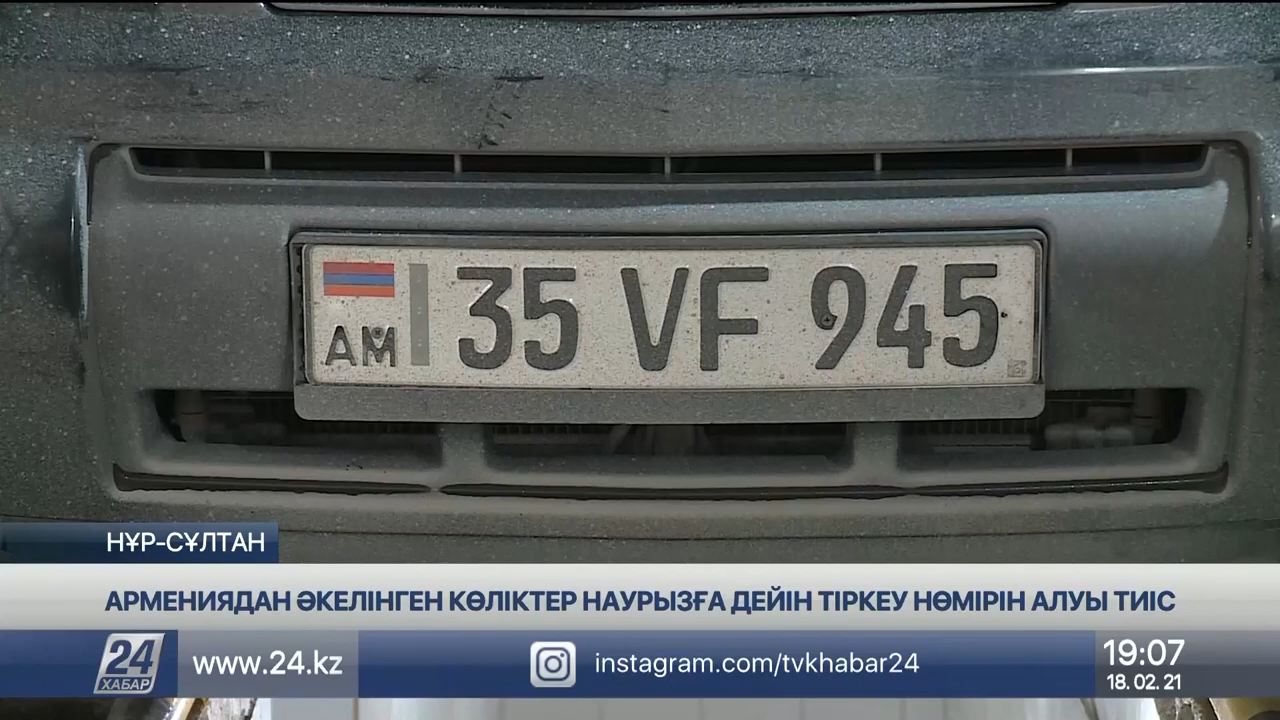 35 VF 945
AM
НҰР-СҰЛТАН
АРМЕНИЯДАН ӘКЕЛІНГЕН КӨЛІКТЕР НАУРЫЗҒА ДЕЙІН ТІРКЕУ НӨМІРІН АЛУЫ ТИІС
24
ХАБАР
www.24.kz
instagram.com/tvkhabar24
19:07
18.02.21